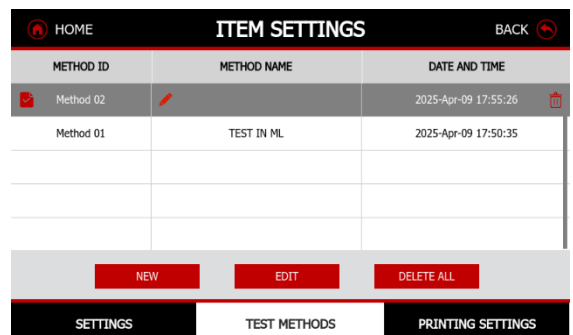 HOME ITEM SETTINGS BACK
METHOD ID METHOD NAME DATE AND TIME
Method 02 2025-Apr-09 17:55:26
Method 01 TEST IN ML 2025-Apr-09 17:50:35
NEW EDIT DELETE ALL
SETTINGS TEST METHODS PRINTING SETTINGS